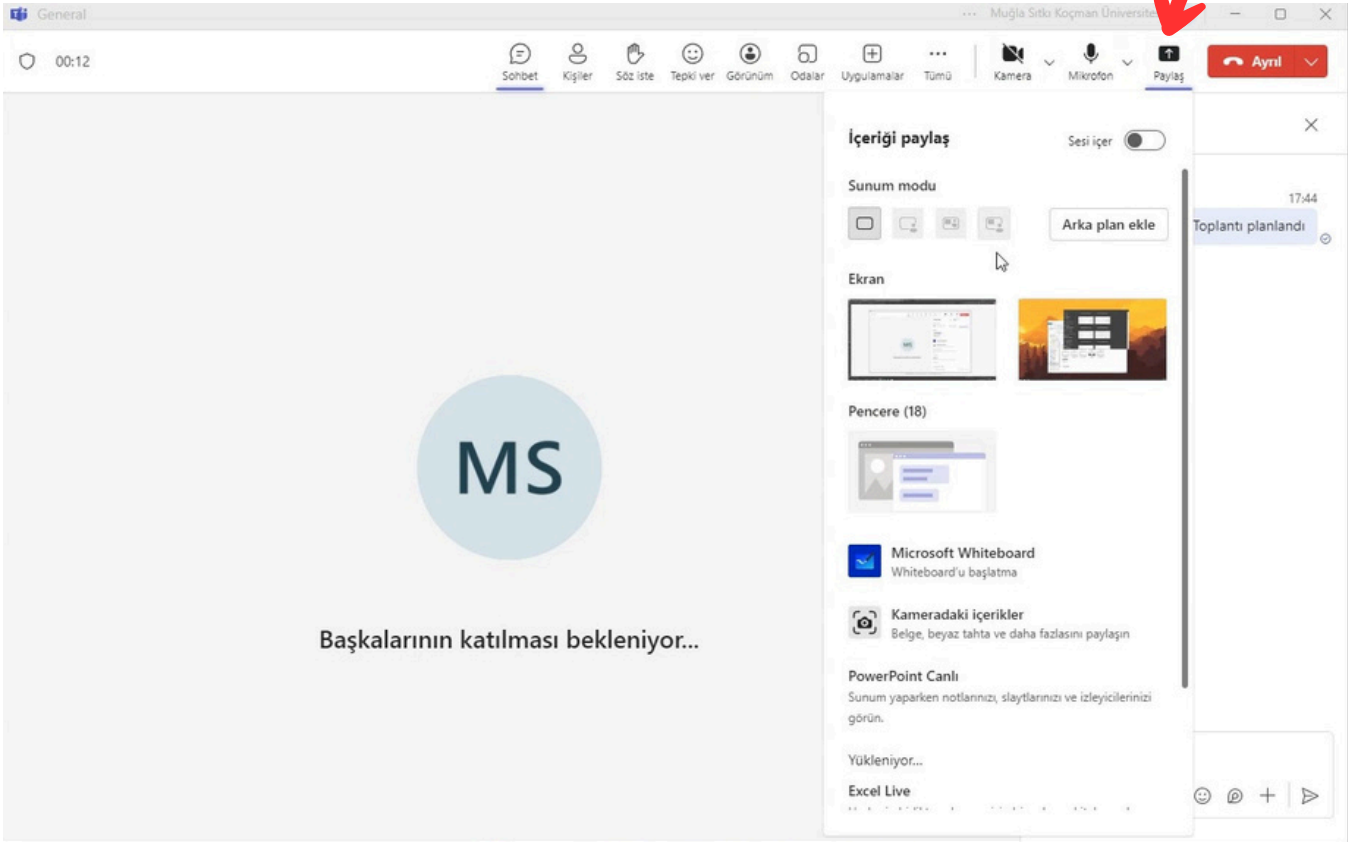 General
Muğla Sıtkı Koçman Üniversite
00:12
Sohbet
Kişiler
Söz iste
Tepki ver
Görünüm
Odalar
Uygulamalar
Tümü
Kamera
Mikrofon
Paylaş
Ayrıl
İçeriği paylaş
Sesi içer
Sunum modu
Arka plan ekle
17:44
Toplantı planlandı
Ekran
Pencere (18)
MS
Başkalarının katılması bekleniyor...
Microsoft Whiteboard
Whiteboard'u başlatma
Kameradaki içerikler
Belge, beyaz tahta ve daha fazlasını paylaşın
PowerPoint Canlı
Sunum yaparken notlarınızı, slaytlarınızı ve izleyicilerinizi
görün.
Yükleniyor...
Excel Live